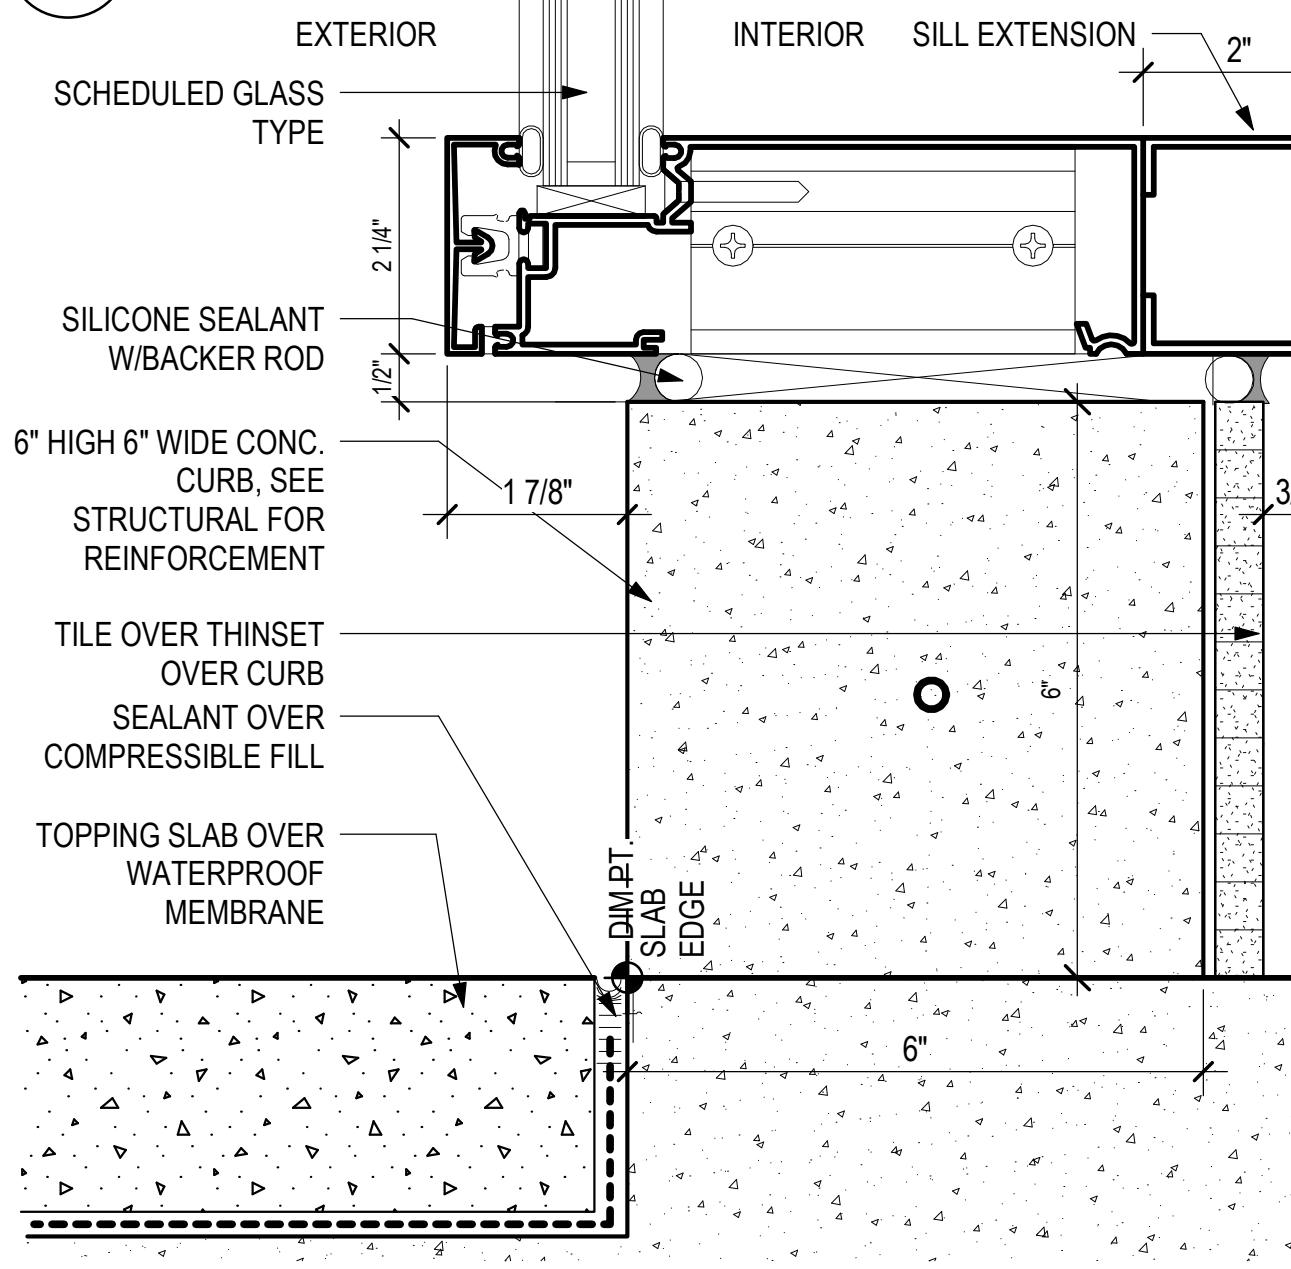 EXTERIOR
INTERIOR
SILL EXTENSION
2"
SCHEDULED GLASS
TYPE
2 1/4"
SILICONE SEALANT
W/BACKER ROD
1/2"
6" HIGH 6" WIDE CONC.
CURB, SEE
STRUCTURAL FOR
REINFORCEMENT
1 7/8"
TILE OVER THINSET
OVER CURB
6"
SEALANT OVER
COMPRESSIBLE FILL
TOPPING SLAB OVER
WATERPROOF
MEMBRANE
DIM PT.
SLAB
EDGE
6"